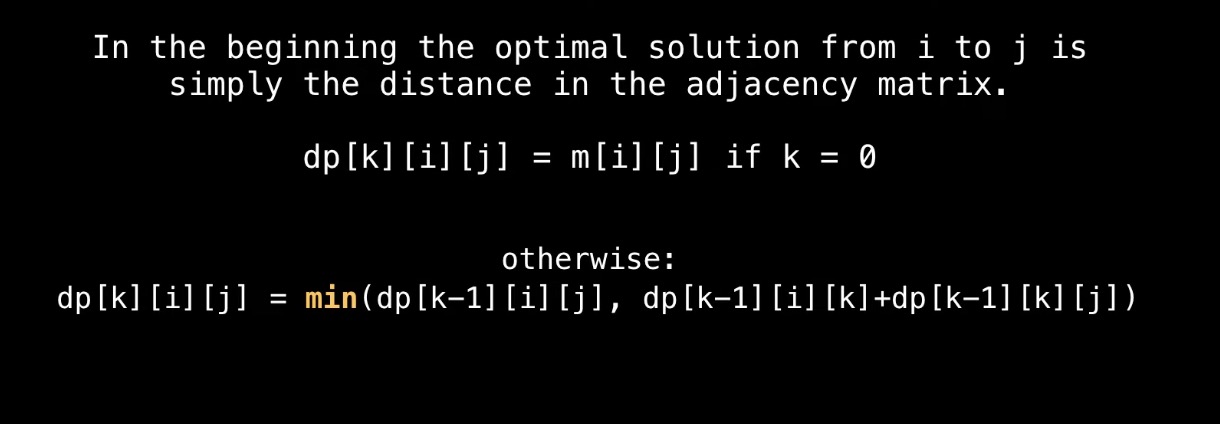 In the beginning the optimal solution from i to j is
simply the distance in the adjacency matrix.
dp[k][i][j] = m[i][j] if k = 0
otherwise:
dp[k][i][j] = min(dp[k-1][i][j], dp[k-1][i][k]+dp[k-1][k][j])